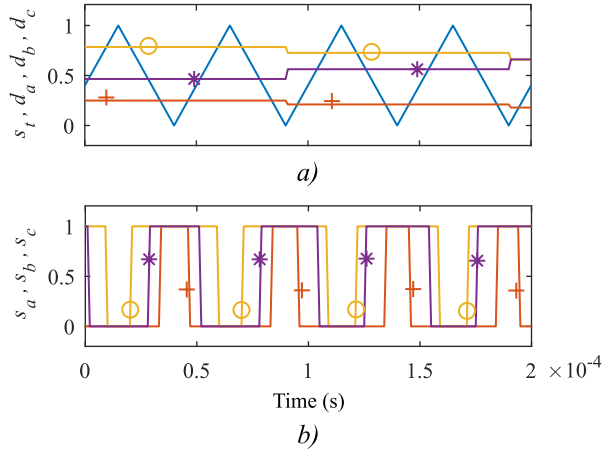 1
0.5
0
s_t , d_a , d_b , d_c
a)
1
0.5
0
s_a , s_b , s_c
0 0.5 1 1.5 2 ×10^-4
Time (s)
b)